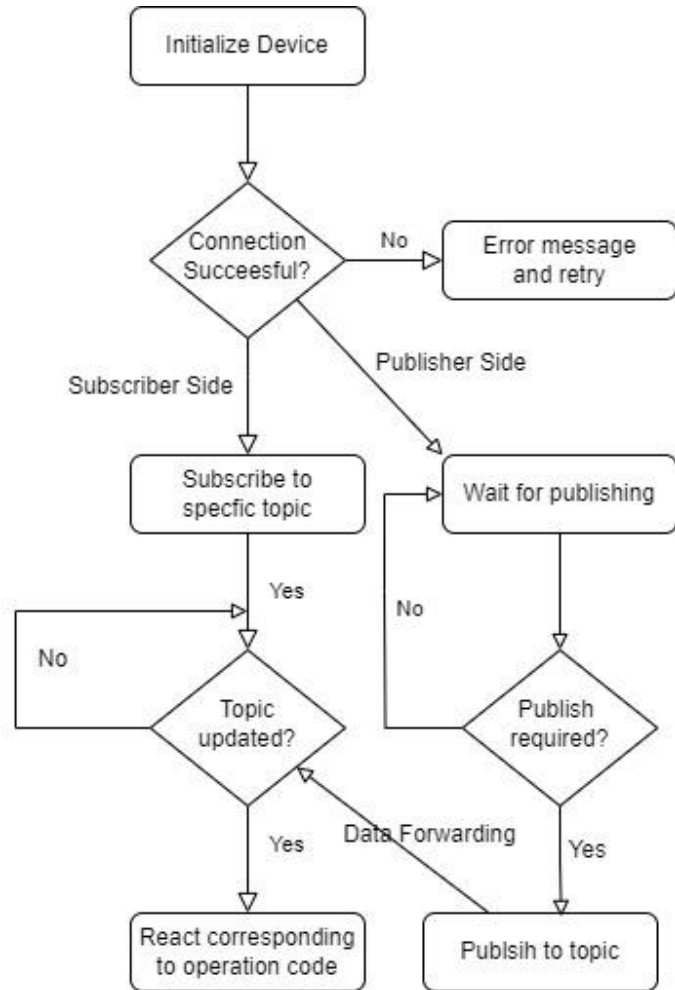 Initialize Device
Connection
Succeesful?
No
Error message
and retry
Subscriber Side
Publisher Side
Subscribe to
specfic topic
Wait for publishing
Yes
No
No
Topic
updated?
Publish
required?
Data Forwarding
Yes
Yes
React corresponding
to operation code
Publsih to topic